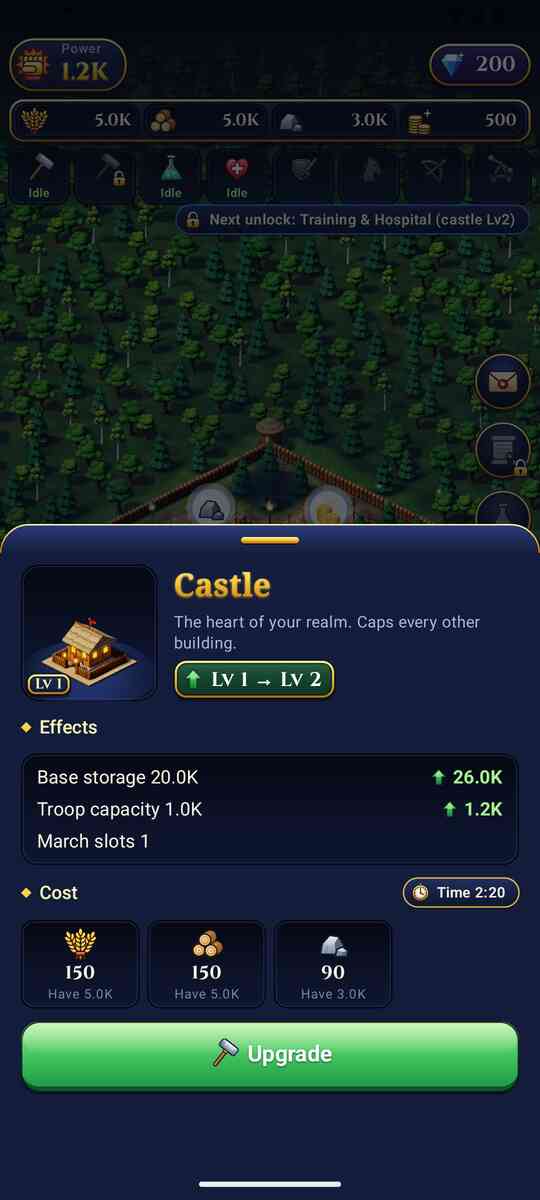 Power
1.2K
200
5.0K
5.0K
3.0K
500
Idle
Idle
Idle
Next unlock: Training & Hospital (castle Lv2)
Castle
The heart of your realm. Caps every other
building.
Lv 1
Lv 1 → Lv 2
Effects
Base storage 20.0K
26.0K
Troop capacity 1.0K
1.2K
March slots 1
Cost
Time 2:20
150
150
90
Have 5.0K
Have 5.0K
Have 3.0K
Upgrade